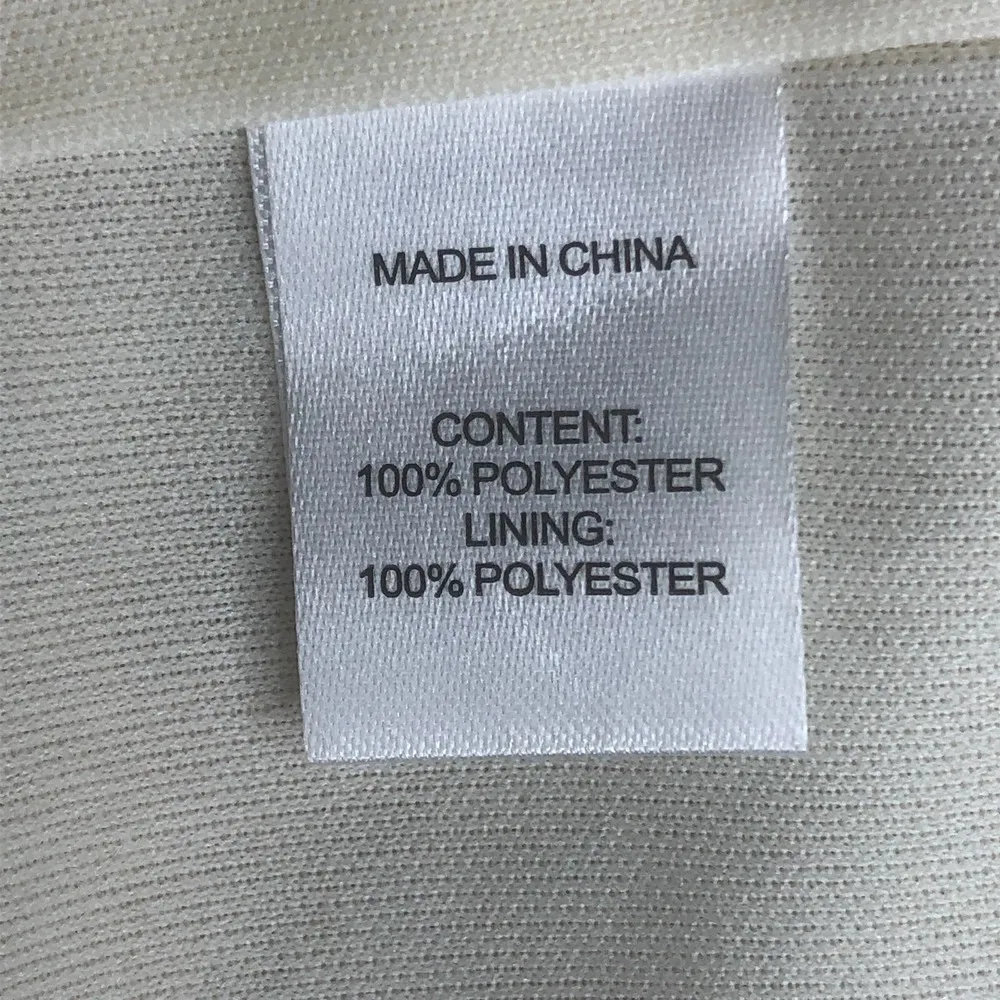 MADE IN CHINA
CONTENT:
100% POLYESTER
LINING:
100% POLYESTER